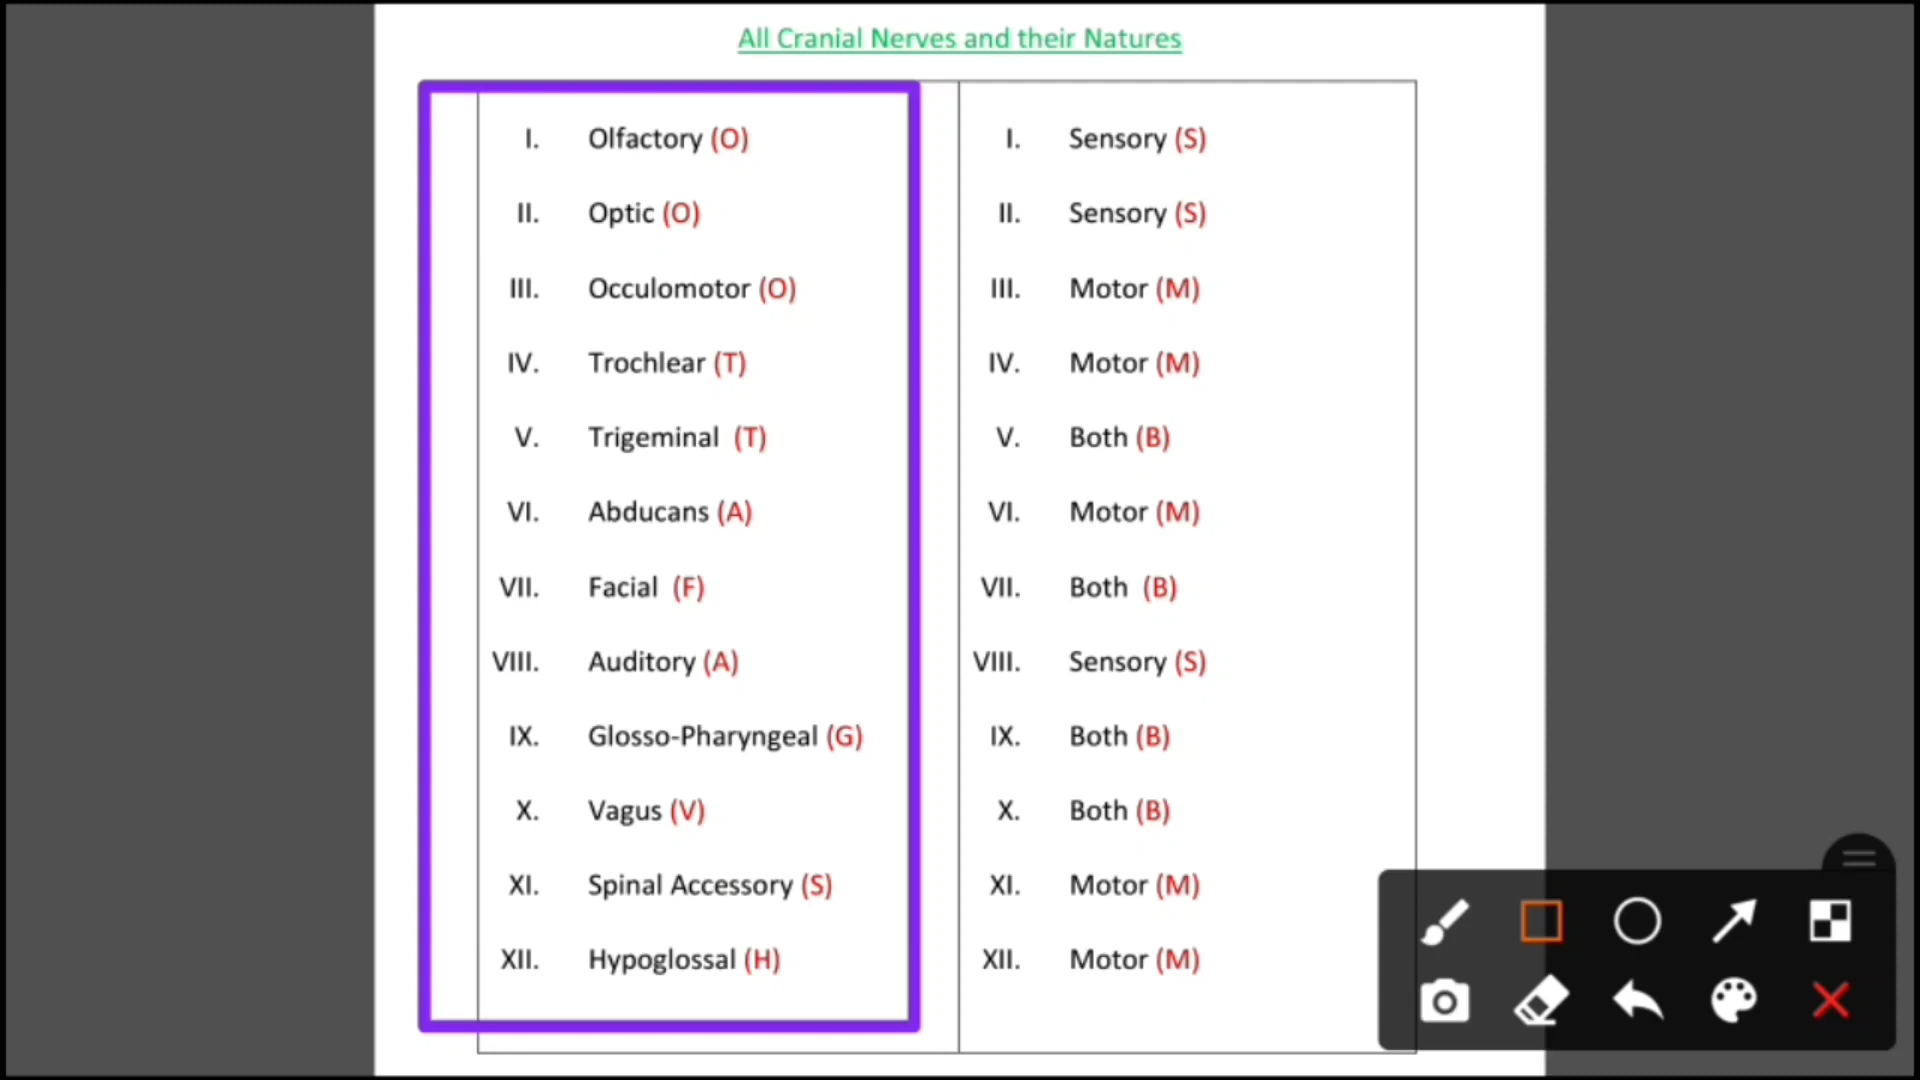 All Cranial Nerves and their Natures
I. Olfactory (O)
II. Optic (O)
III. Occulomotor (O)
IV. Trochlear (T)
V. Trigeminal (T)
VI. Abducans (A)
VII. Facial (F)
VIII. Auditory (A)
IX. Glosso-Pharyngeal (G)
X. Vagus (V)
XI. Spinal Accessory (S)
XII. Hypoglossal (H)
I. Sensory (S)
II. Sensory (S)
III. Motor (M)
IV. Motor (M)
V. Both (B)
VI. Motor (M)
VII. Both (B)
VIII. Sensory (S)
IX. Both (B)
X. Both (B)
XI. Motor (M)
XII. Motor (M)